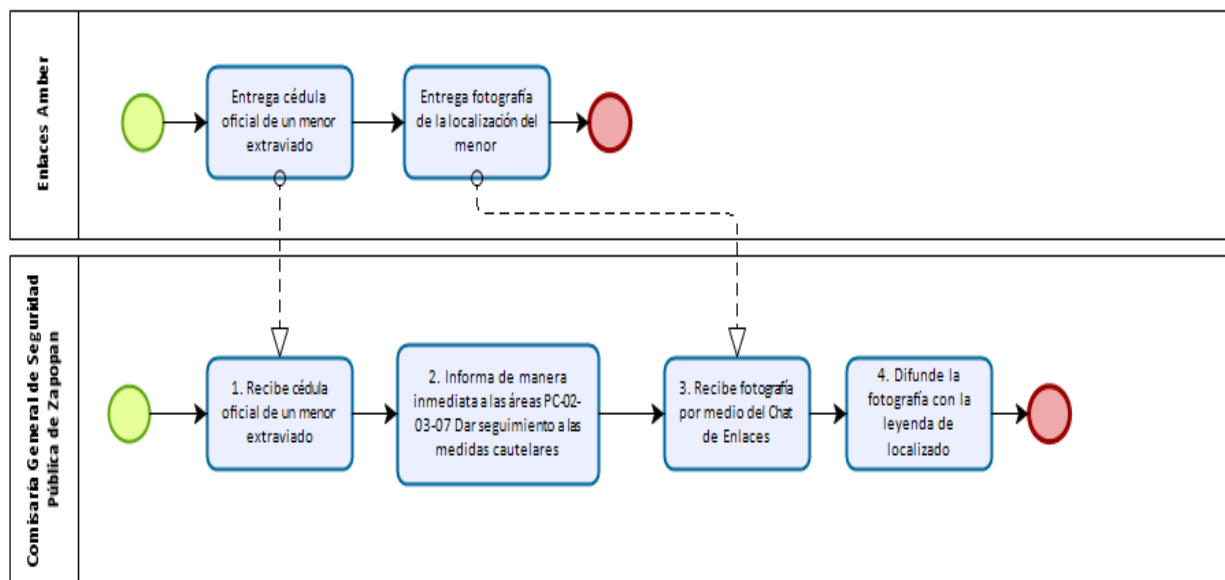 Enlaces Amber
Entrega cédula
oficial de un menor
extraviado
Entrega fotografía
de la localización del
menor
Comisaría General de Seguridad
Pública de Zapopan
1. Recibe cédula
oficial de un menor
extraviado
2. Informa de manera
inmediata a las áreas PC-02-
03-07 Dar seguimiento a las
medidas cautelares
3. Recibe fotografía
por medio del Chat
de Enlaces
4. Difunde la
fotografía con la
leyenda de
localizado